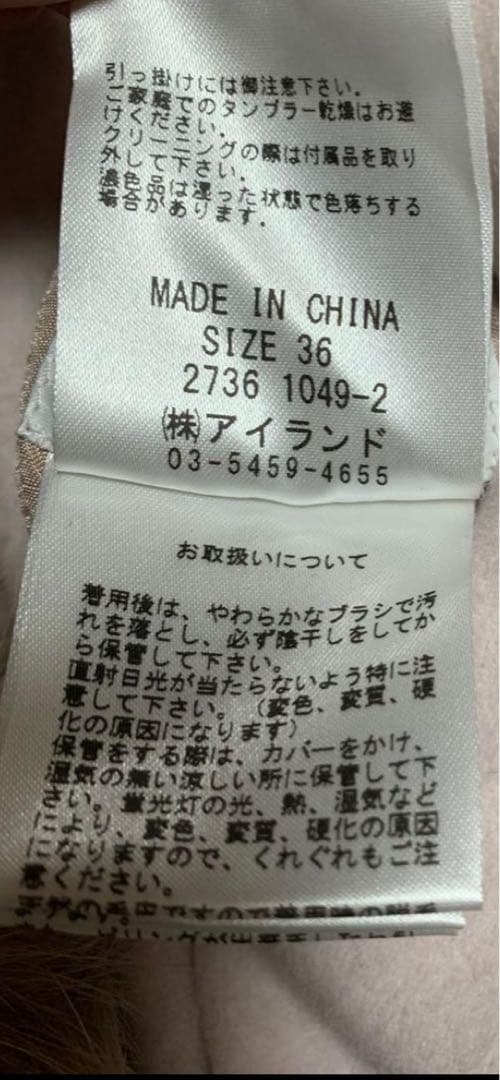 引っ掛けには御注意下さい。
ご家庭でのタンブラー乾燥はお避
けください。
クリーニングの際は付属品を取り
外して下さい。
濃色品は湿った状態で色落ちする
場合があります。
MADE IN CHINA
SIZE 36
2736 1049-2
㈱アイランド
03-5459-4655
お取扱いについて
着用後は、やわらかなブラシで汚
れを落とし、必ず陰干しをしてか
ら保管して下さい。
直射日光が当たらないよう特に注
意して下さい。（変色、変質、硬
化の原因になります）
保管をする際は、カバーをかけ、
湿気の無い涼しい所に保管して下
さい。蛍光灯の光、熱、湿気など
により、変色、変質、硬化の原因
になりますので、くれぐれもご注
意ください。